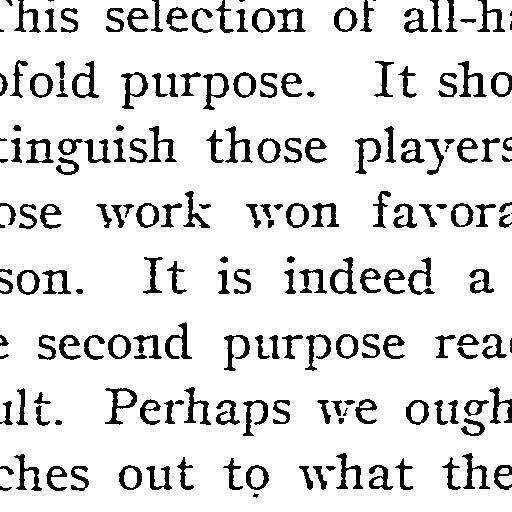 This selection of all-ha
ofold purpose. It sho
tinguish those players
ose work won favora
son. It is indeed a
e second purpose rea
ult. Perhaps we ough
ches out to what the